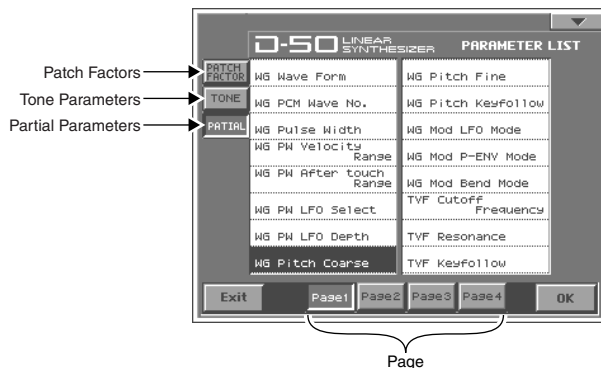 D-50 LINEAR SYNTHESIZER PARAMETER LIST
Patch Factors
Tone Parameters
Partial Parameters
PATCH FACTOR
TONE
PATIAL
WG Wave Form
WG PCM Wave No.
WG Pulse Width
WG PW Velocity Range
WG PW After touch Range
WG PW LFO Select
WG PW LFO Depth
WG Pitch Coarse
WG Pitch Fine
WG Pitch Keyfollow
WG Mod LFO Mode
WG Mod P-ENV Mode
WG Mod Bend Mode
TVF Cutoff Frequency
TVF Resonance
TVF Keyfollow
Exit Page1 Page2 Page3 Page4 OK
Page